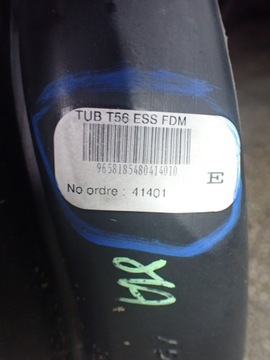 TUB T56 ESS FDM
9658185480414010
E
No ordre : 41401